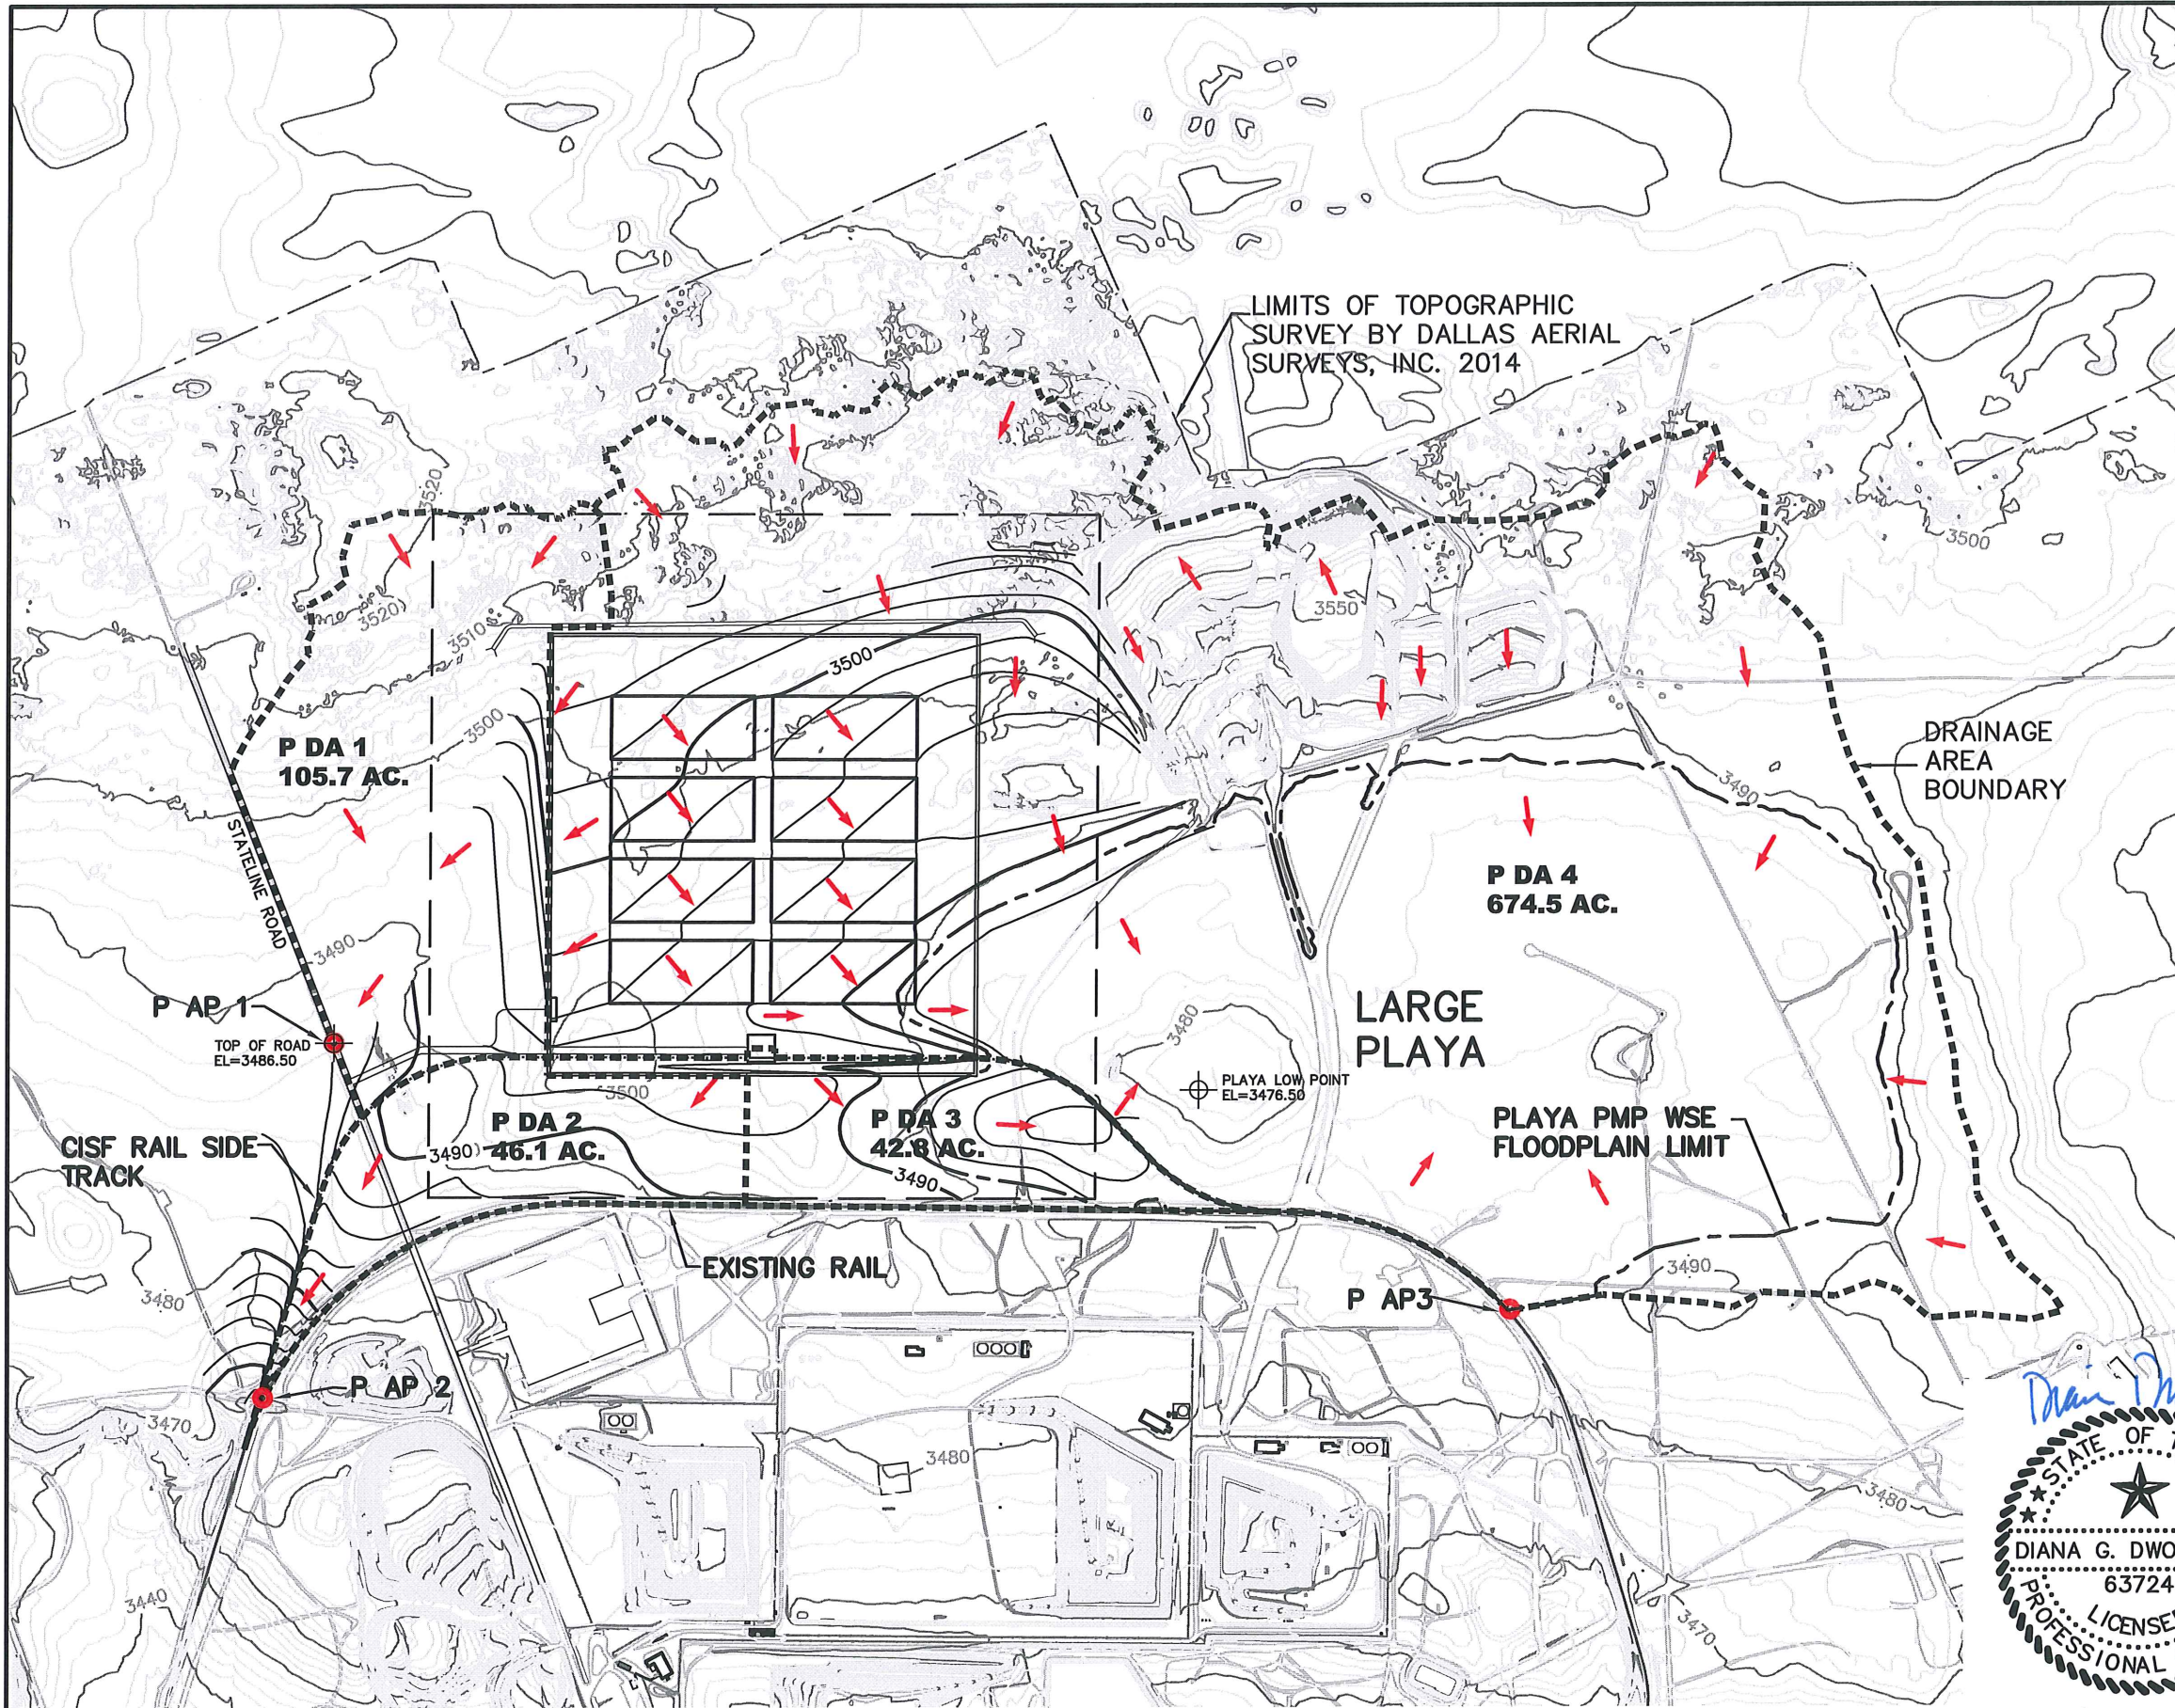 LIMITS OF TOPOGRAPHIC
SURVEY BY DALLAS AERIAL
SURVEYS, INC. 2014
3520
3500
3550
3520
3510
3500
3500
P DA 1
105.7 AC.
DRAINAGE
AREA
BOUNDARY
3490
STATELINE ROAD
P DA 4
674.5 AC.
3490
P AP 1
TOP OF ROAD
EL=3486.50
LARGE
PLAYA
3480
PLAYA LOW POINT
EL=3476.50
3500
P DA 2
46.1 AC.
P DA 3
42.8 AC.
PLAYA PMP WSE
FLOODPLAIN LIMIT
CISF RAIL SIDE
TRACK
3490
3490
EXISTING RAIL
3490
3480
P AP3
P AP 2
3470
3480
3480
3440
3470
STATE OF
DIANA G. DWO
63724
LICENSE
PROFESSIONAL